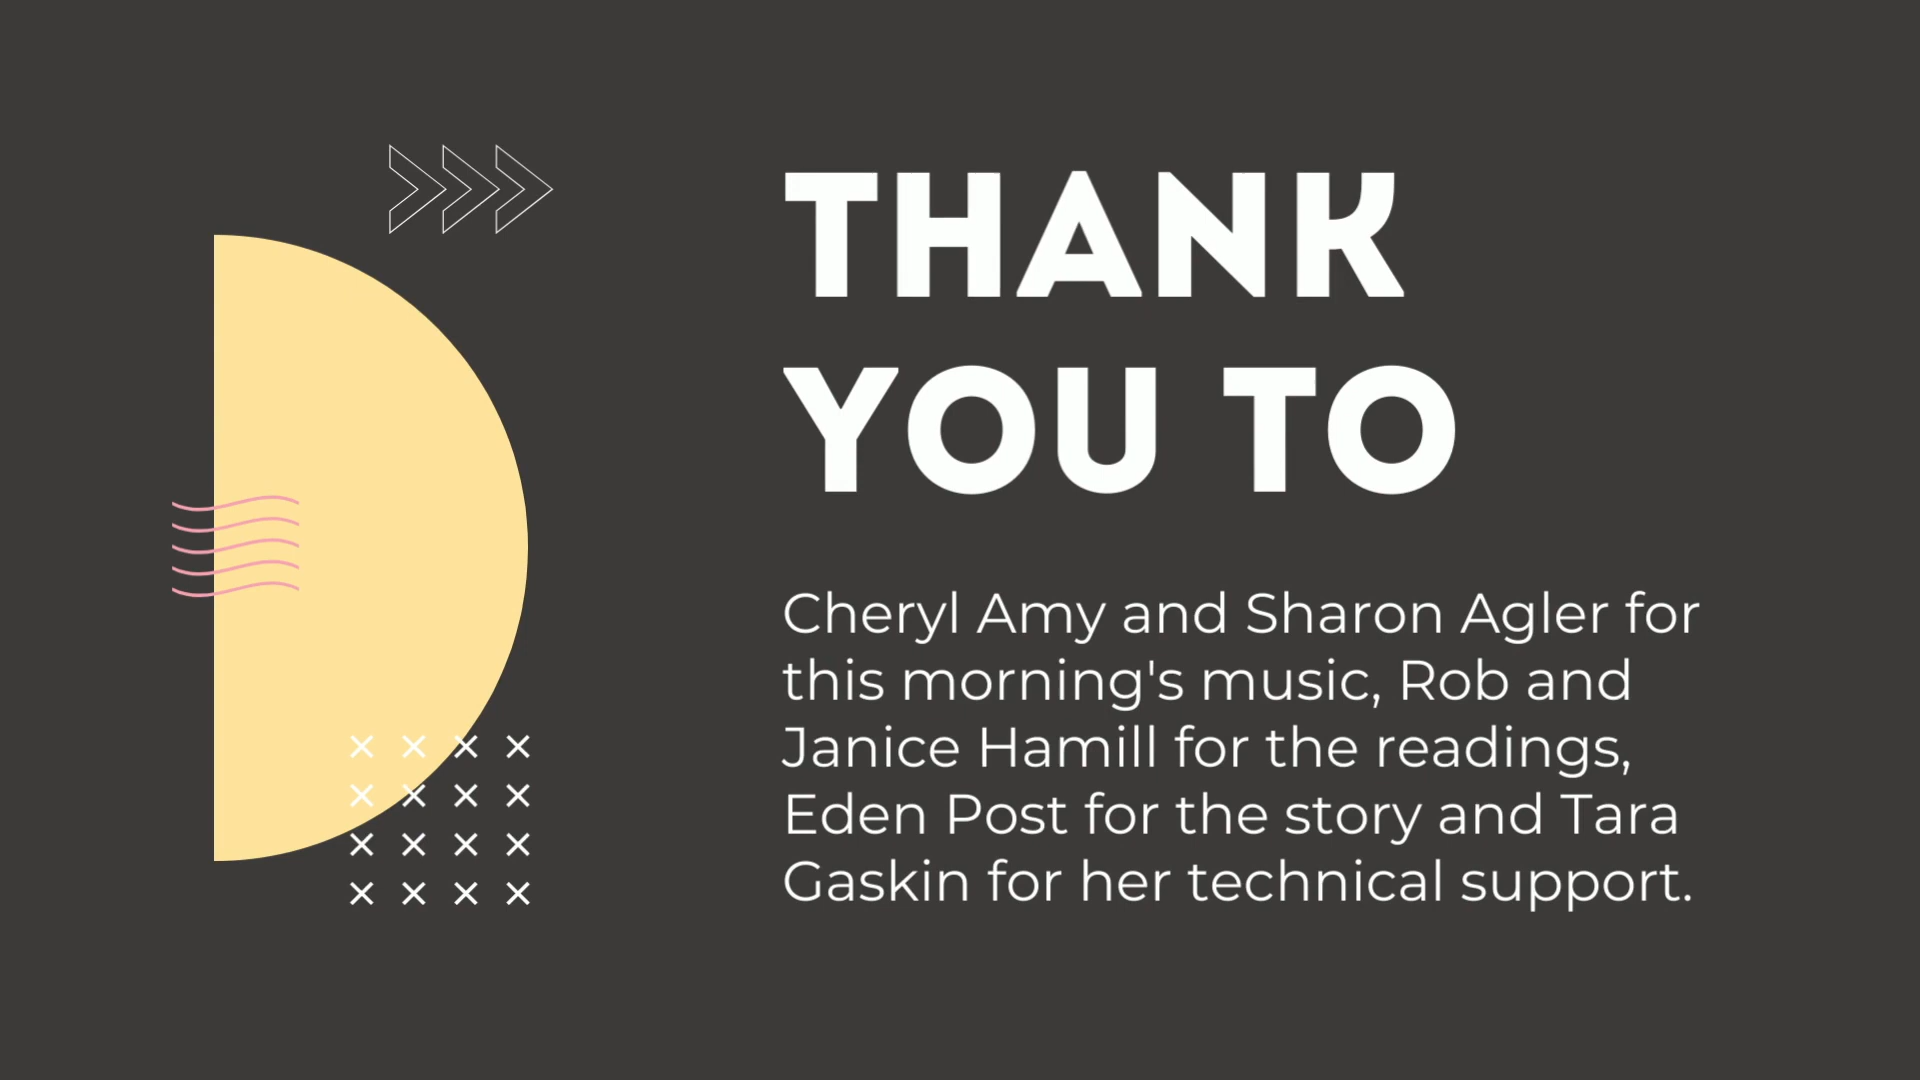 THANK
YOU TO
Cheryl Amy and Sharon Agler for
this morning's music, Rob and
Janice Hamill for the readings,
Eden Post for the story and Tara
Gaskin for her technical support.